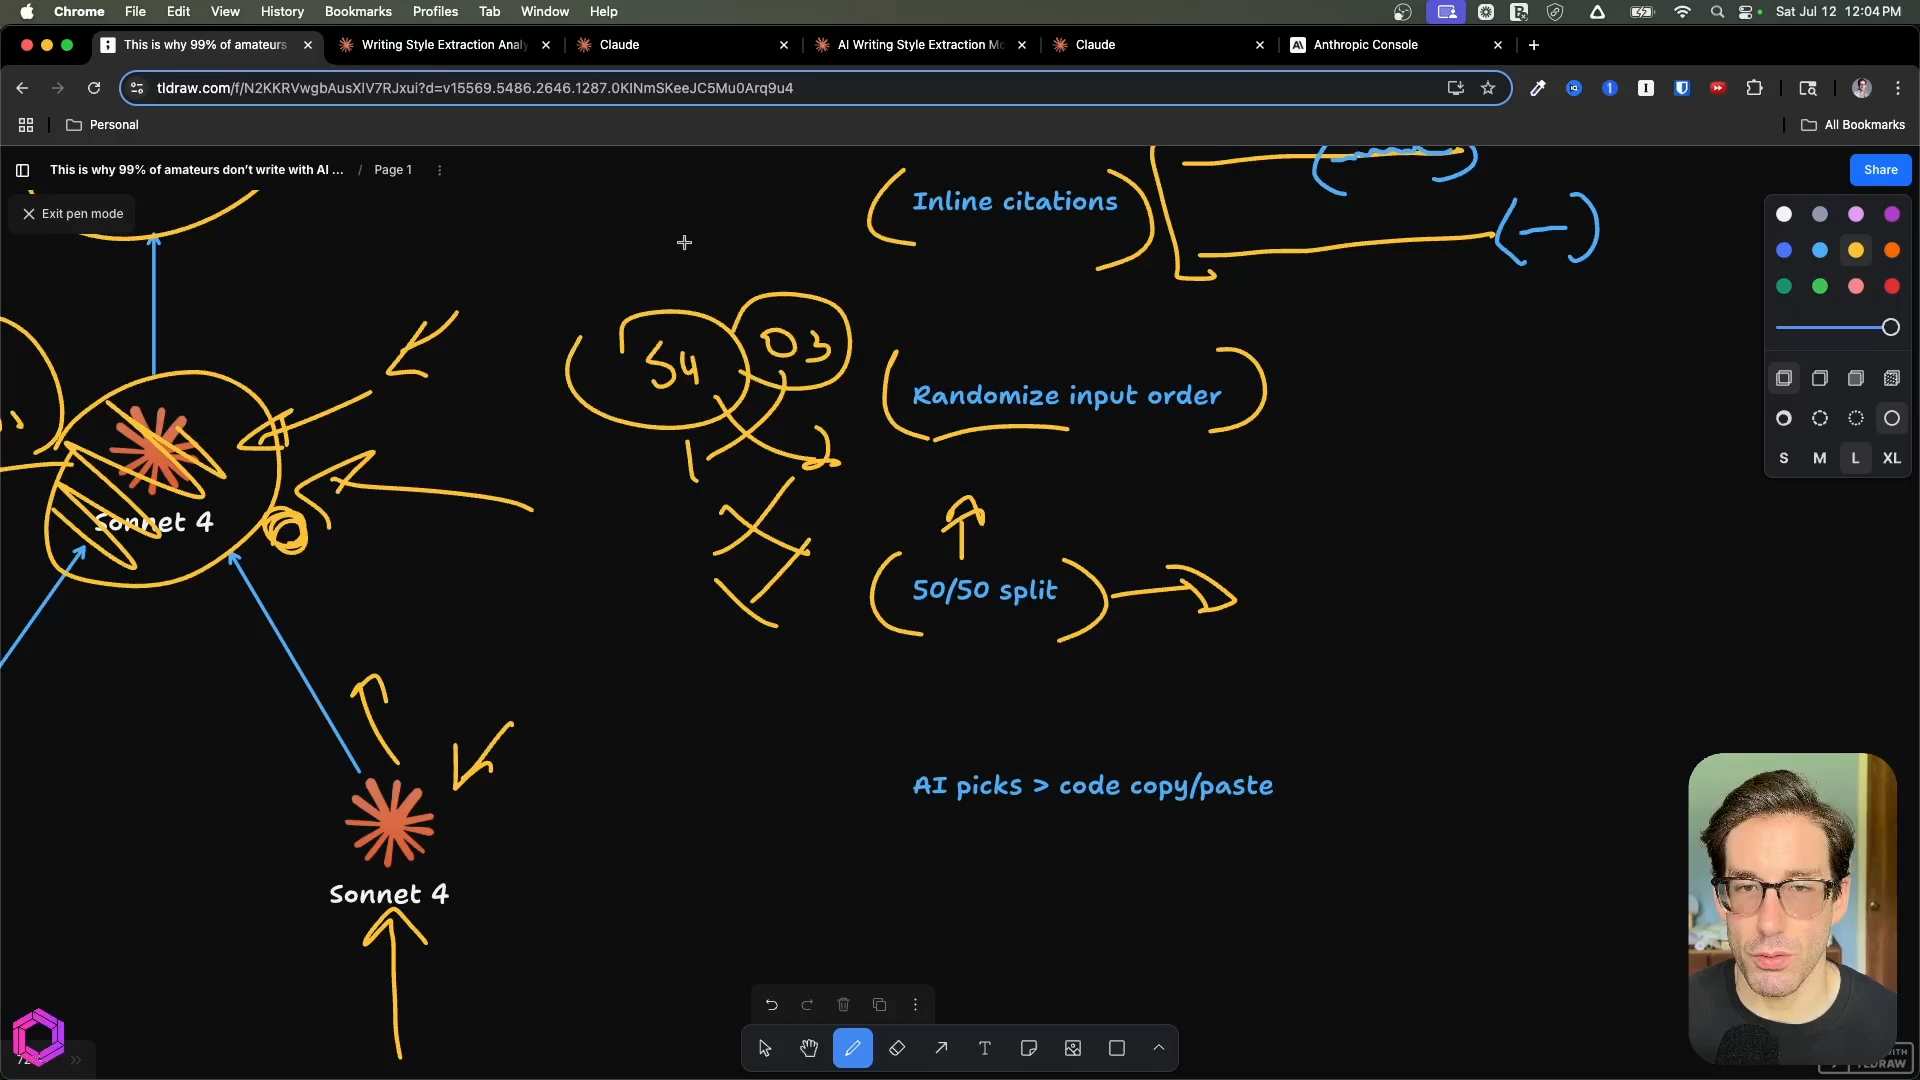 Chrome File Edit View History Bookmarks Profiles Tab Window Help Sat Jul 12 12:04 PM
This is why 99% of amateurs Writing Style Extraction Analy Claude AI Writing Style Extraction Mo Claude Anthropic Console
tldraw.com/f/N2KKRVwgbAusXIV7RJxui?d=v15569.5486.2646.1287.0KINmSKeeJC5Mu0Arq9u4
Personal All Bookmarks
This is why 99% of amateurs don't write with AI ... / Page 1 Share
Exit pen mode
Inline citations
S4 O3
Randomize input order
1 2
S M L XL
Sonnet 4
50/50 split
AI picks > code copy/paste
Sonnet 4